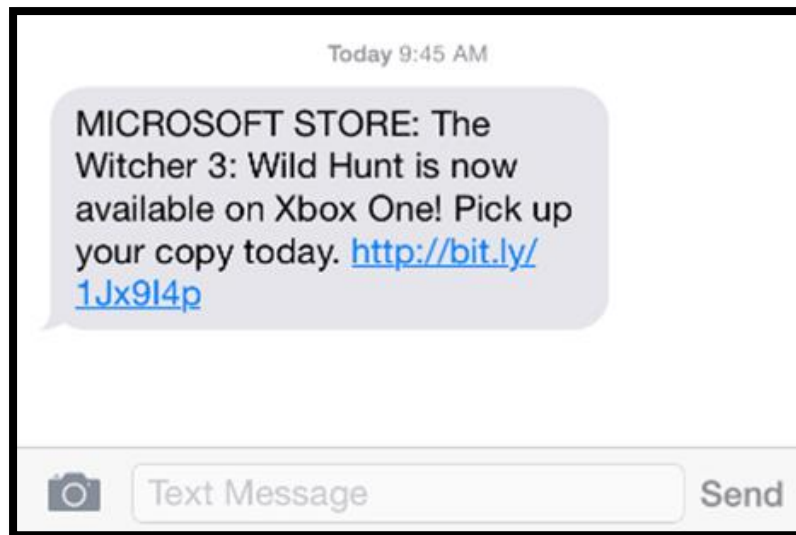 Today 9:45 AM
MICROSOFT STORE: The
Witcher 3: Wild Hunt is now
available on Xbox One! Pick up
your copy today. http://bit.ly/
1Jx9I4p
Text Message Send